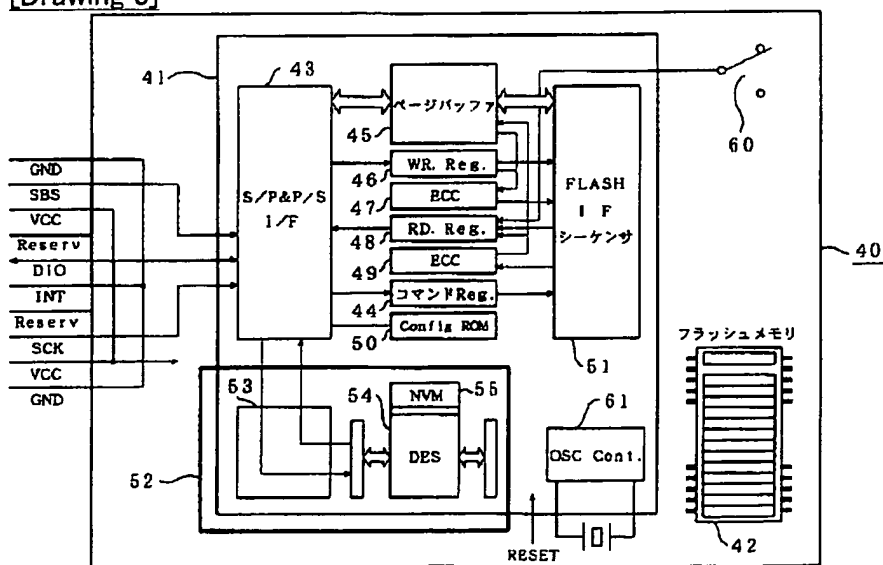 41
43
ページバッファ
45
60
GND
SBS
VCC
Reserv
DIO
INT
Reserv
SCK
VCC
GND
S/P&P/S
I/F
WR. Reg.
46
ECC
47
RD. Reg.
48
ECC
49
コマンドReg.
44
Config ROM
50
FLASH
I F
シーケンサ
51
40
フラッシュメモリ
42
52
53
54
NVM
55
DES
61
OSC Cont.
RESET